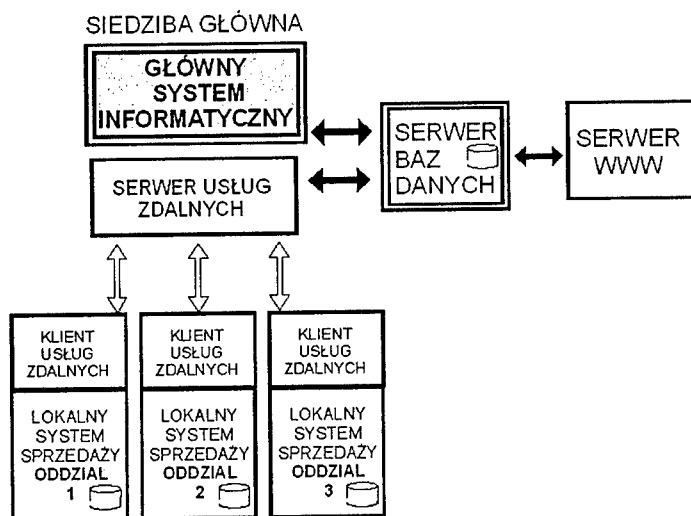 SIEDZIBA GŁÓWNA
GŁÓWNY
SYSTEM
INFORMATYCZNY
SERWER USŁUG
ZDALNYCH
SERWER
BAZ
DANYCH
SERWER
WWW
KLIENT
USŁUG
ZDALNYCH
LOKALNY
SYSTEM
SPRZEDAŻY
ODDZIAŁ
1
KLIENT
USŁUG
ZDALNYCH
LOKALNY
SYSTEM
SPRZEDAŻY
ODDZIAŁ
2
KLIENT
USŁUG
ZDALNYCH
LOKALNY
SYSTEM
SPRZEDAŻY
ODDZIAŁ
3